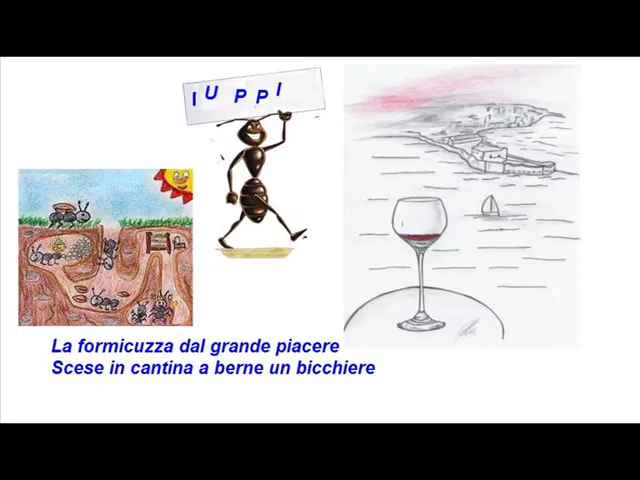 IUPPI
La formicuzza dal grande piacere
Scese in cantina a berne un bicchiere